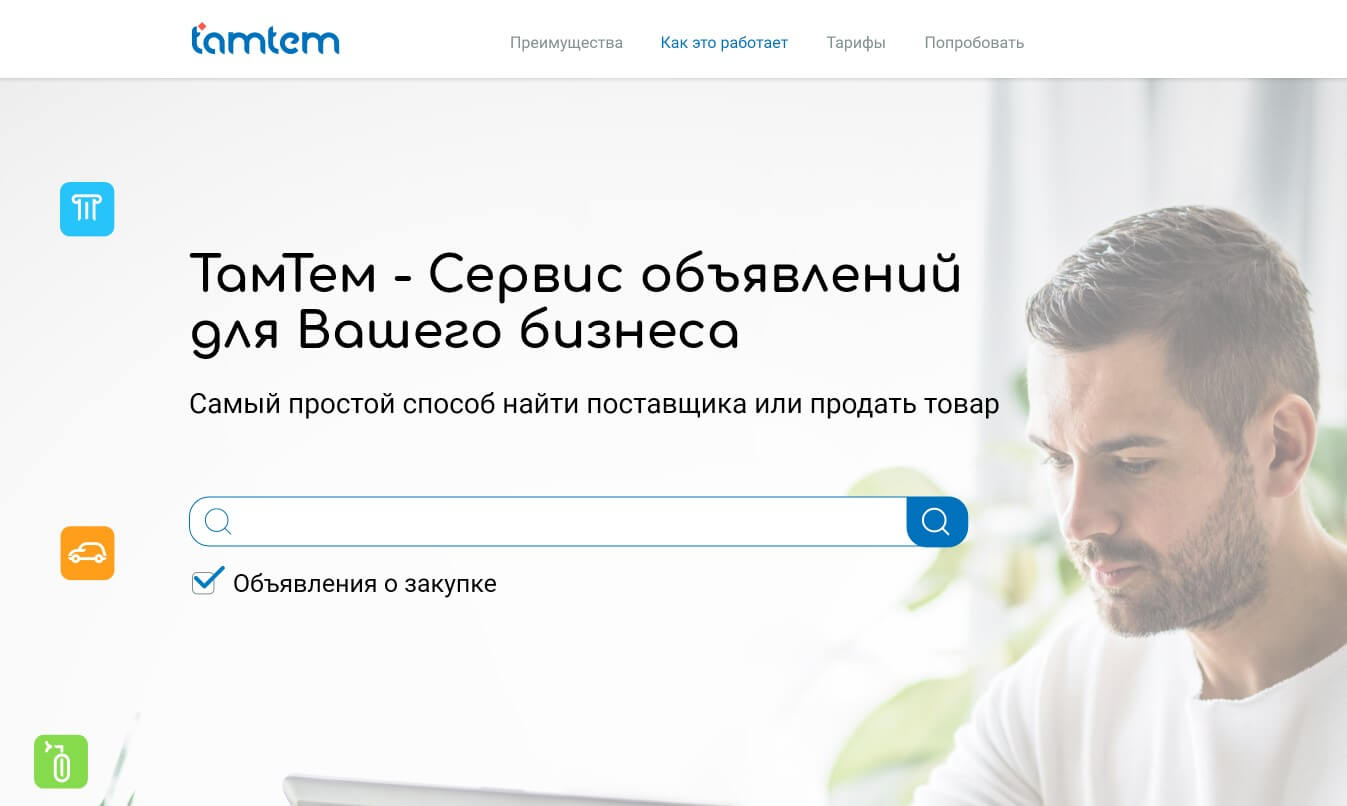 tamtem
Преимущества
Как это работает
Тарифы
Попробовать
ТамТем - Сервис объявлений
для Вашего бизнеса
Самый простой способ найти поставщика или продать товар
Объявления о закупке